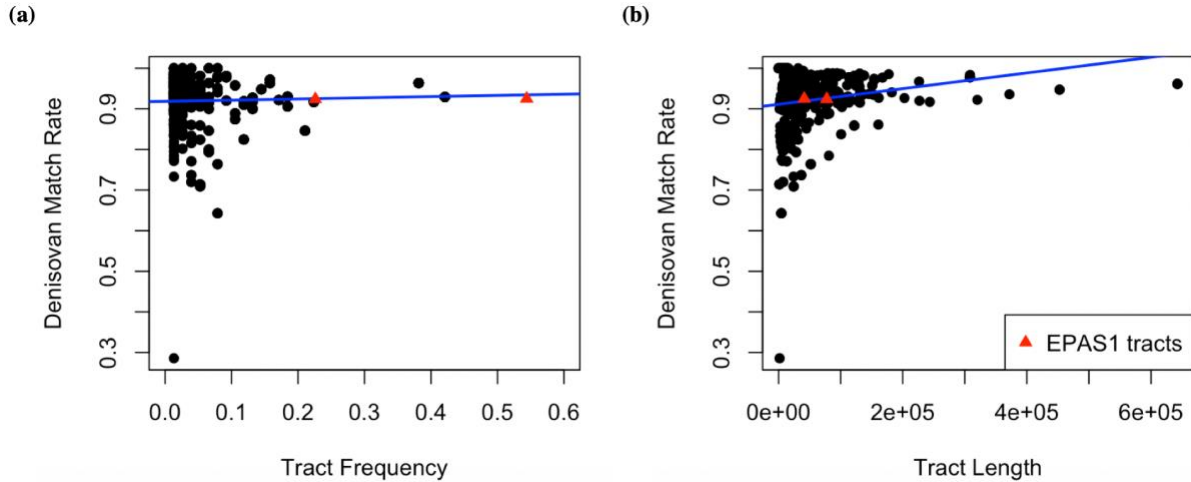 (a)
Denisovan Match Rate
0.9
0.7
0.5
0.3
0.0 0.1 0.2 0.3 0.4 0.5 0.6
Tract Frequency
(b)
Denisovan Match Rate
0.9
0.7
0.5
0.3
EPAS1 tracts
0e+00 2e+05 4e+05 6e+05
Tract Length